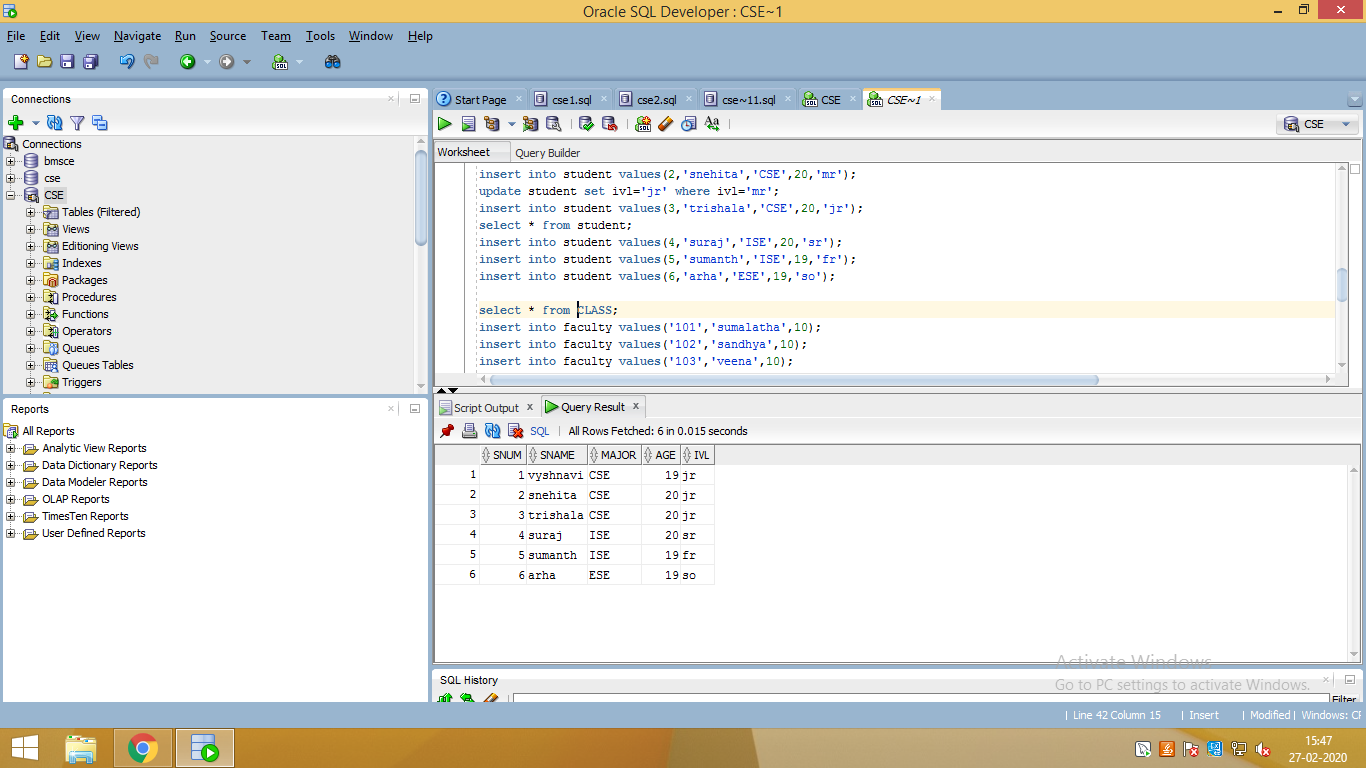 Oracle SQL Developer : CSE~1
File Edit View Navigate Run Source Team Tools Window Help
Connections
Connections
bmsce
cse
CSE
Tables (Filtered)
Views
Editioning Views
Indexes
Packages
Procedures
Functions
Operators
Queues
Queues Tables
Triggers
Reports
All Reports
Analytic View Reports
Data Dictionary Reports
Data Modeler Reports
OLAP Reports
TimesTen Reports
User Defined Reports
Start Page cse1.sql cse2.sql cse~11.sql CSE CSE~1
CSE
Worksheet Query Builder
insert into student values(2,'snehita','CSE',20,'mr');
update student set ivl='jr' where ivl='mr';
insert into student values(3,'trishala','CSE',20,'jr');
select * from student;
insert into student values(4,'suraj','ISE',20,'sr');
insert into student values(5,'sumanth','ISE',19,'fr');
insert into student values(6,'arha','ESE',19,'so');
select * from CLASS;
insert into faculty values('101','sumalatha',10);
insert into faculty values('102','sandhya',10);
insert into faculty values('103','veena',10);
Script Output x Query Result x
SQL | All Rows Fetched: 6 in 0.015 seconds
SNUM SNAME MAJOR AGE IVL
1 1 vyshnavi CSE 19 jr
2 2 snehita CSE 20 jr
3 3 trishala CSE 20 jr
4 4 suraj ISE 20 sr
5 5 sumanth ISE 19 fr
6 6 arha ESE 19 so
Activate Windows
Go to PC settings to activate Windows.
SQL History
Filter
| Line 42 Column 15 | Insert | Modified | Windows: CF
15:47
27-02-2020